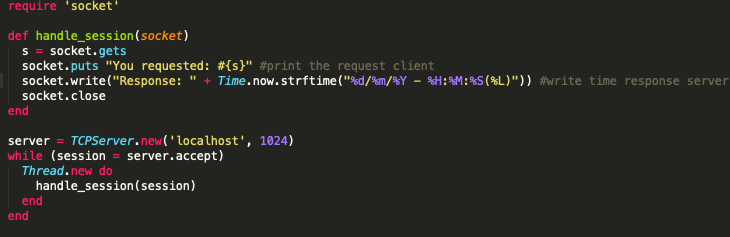 require 'socket'
def handle_session(socket)
  s = socket.gets
  socket.puts "You requested: #{s}" #print the request client
  socket.write("Response: " + Time.now.strftime("%d/%m/%Y - %H:%M:%S(%L)")) #write time response server
  socket.close
end
server = TCPServer.new('localhost', 1024)
while (session = server.accept)
  Thread.new do
    handle_session(session)
  end
end